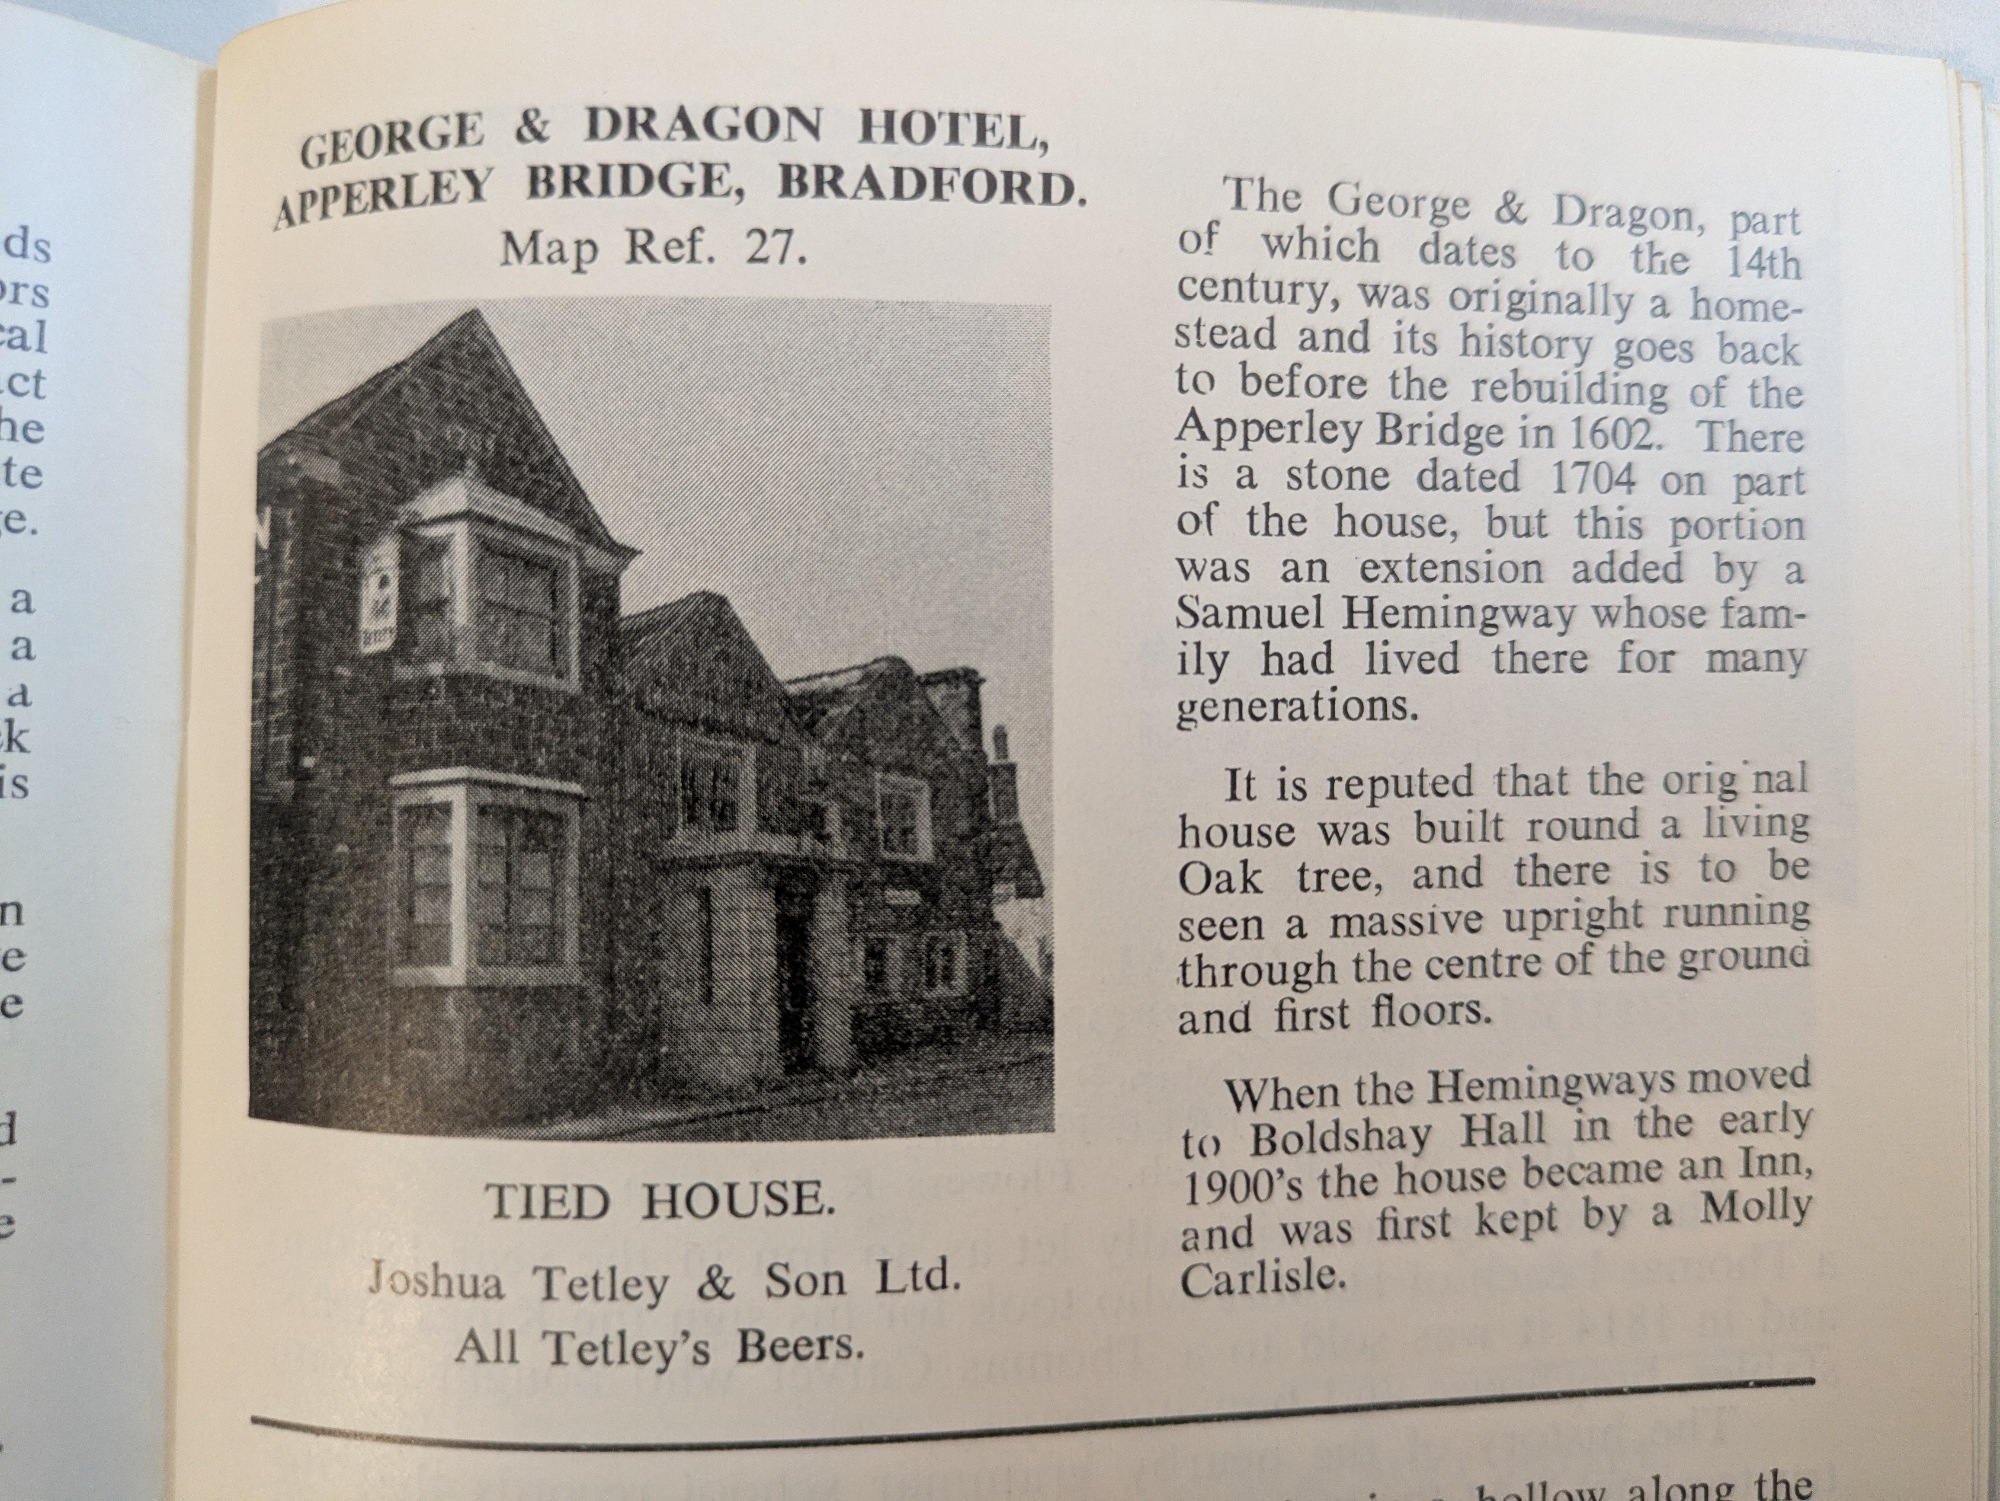 GEORGE & DRAGON HOTEL,
APPERLEY BRIDGE, BRADFORD.
Map Ref. 27.
TIED HOUSE.
Joshua Tetley & Son Ltd.
All Tetley's Beers.
The George & Dragon, part
of which dates to the 14th
century, was originally a home-
stead and its history goes back
to before the rebuilding of the
Apperley Bridge in 1602. There
is a stone dated 1704 on part
of the house, but this portion
was an extension added by a
Samuel Hemingway whose fam-
ily had lived there for many
generations.
It is reputed that the orig nal
house was built round a living
Oak tree, and there is to be
seen a massive upright running
through the centre of the ground
and first floors.
When the Hemingways moved
to Boldshay Hall in the early
1900's the house became an Inn,
and was first kept by a Molly
Carlisle.
hollow along the